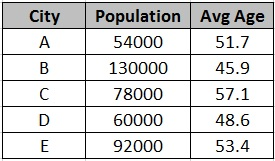 City Population Avg Age
A 54000 51.7
B 130000 45.9
C 78000 57.1
D 60000 48.6
E 92000 53.4